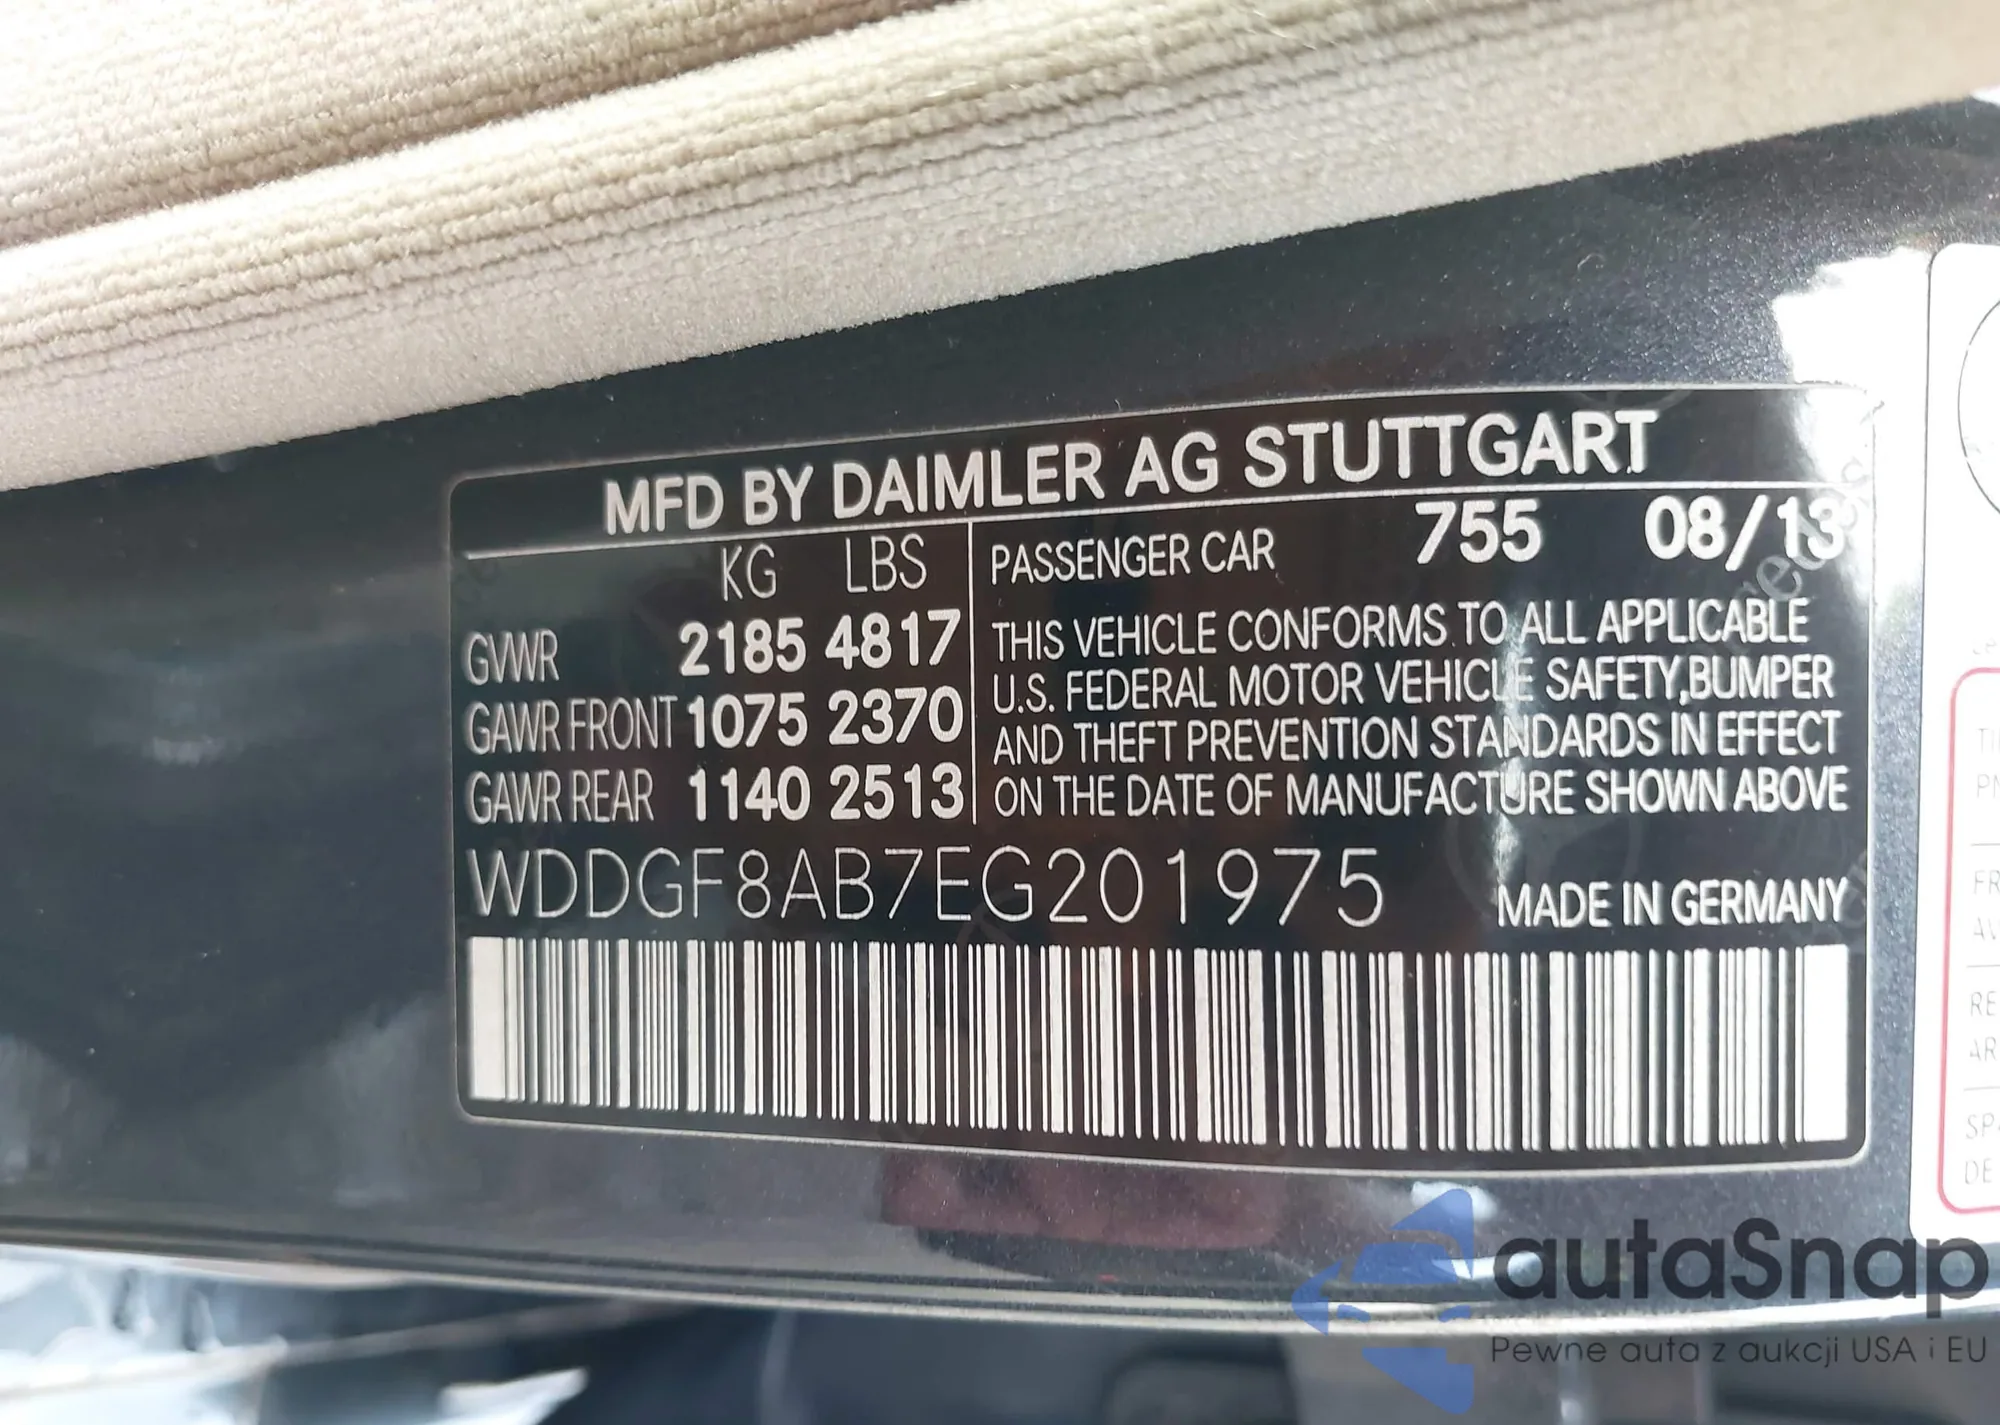 MFD BY DAIMLER AG STUTTGART
KG LBS
GVWR 2185 4817
GAWR FRONT 1075 2370
GAWR REAR 1140 2513
PASSENGER CAR 755 08/13
THIS VEHICLE CONFORMS TO ALL APPLICABLE
U.S. FEDERAL MOTOR VEHICLE SAFETY,BUMPER
AND THEFT PREVENTION STANDARDS IN EFFECT
ON THE DATE OF MANUFACTURE SHOWN ABOVE
WDDGF8AB7EG201975
MADE IN GERMANY
autaSnap
Pewne auta z aukcji USA i EU